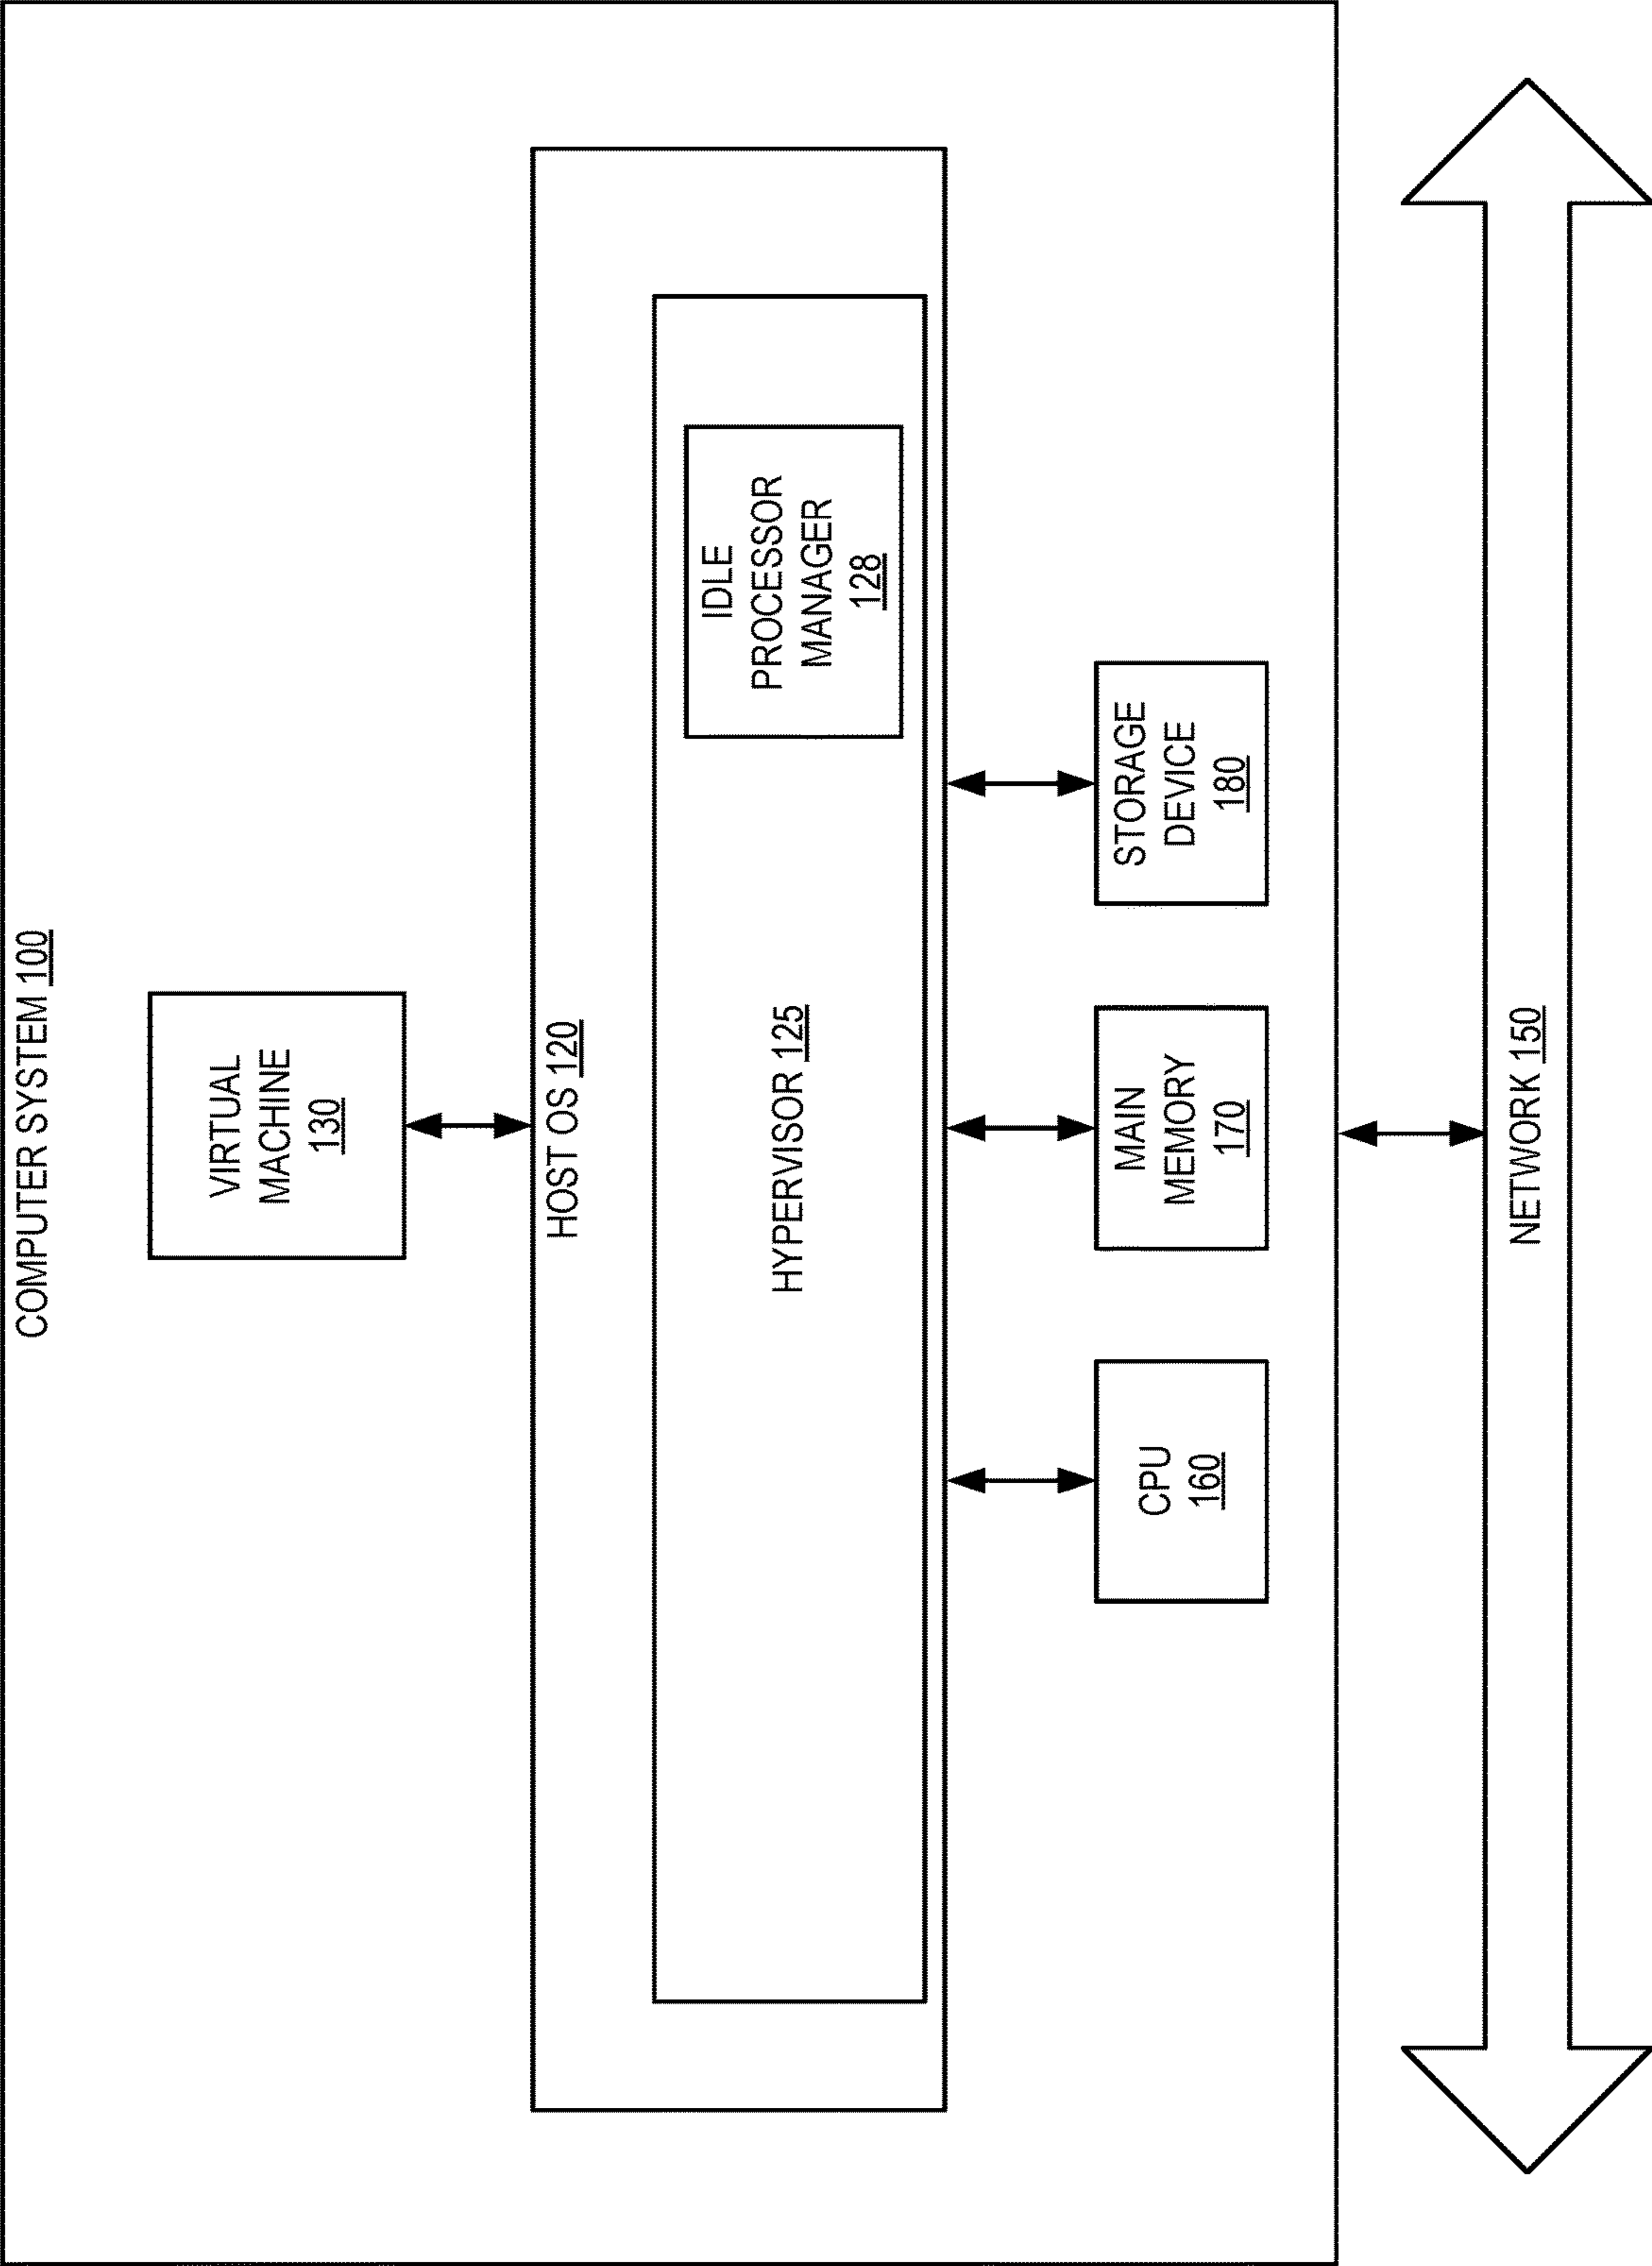 COMPUTER SYSTEM 100
VIRTUAL
MACHINE
130
HOST OS 120
HYPERVISOR 125
IDLE
PROCESSOR
MANAGER
128
CPU
160
MAIN
MEMORY
170
STORAGE
DEVICE
180
NETWORK 150